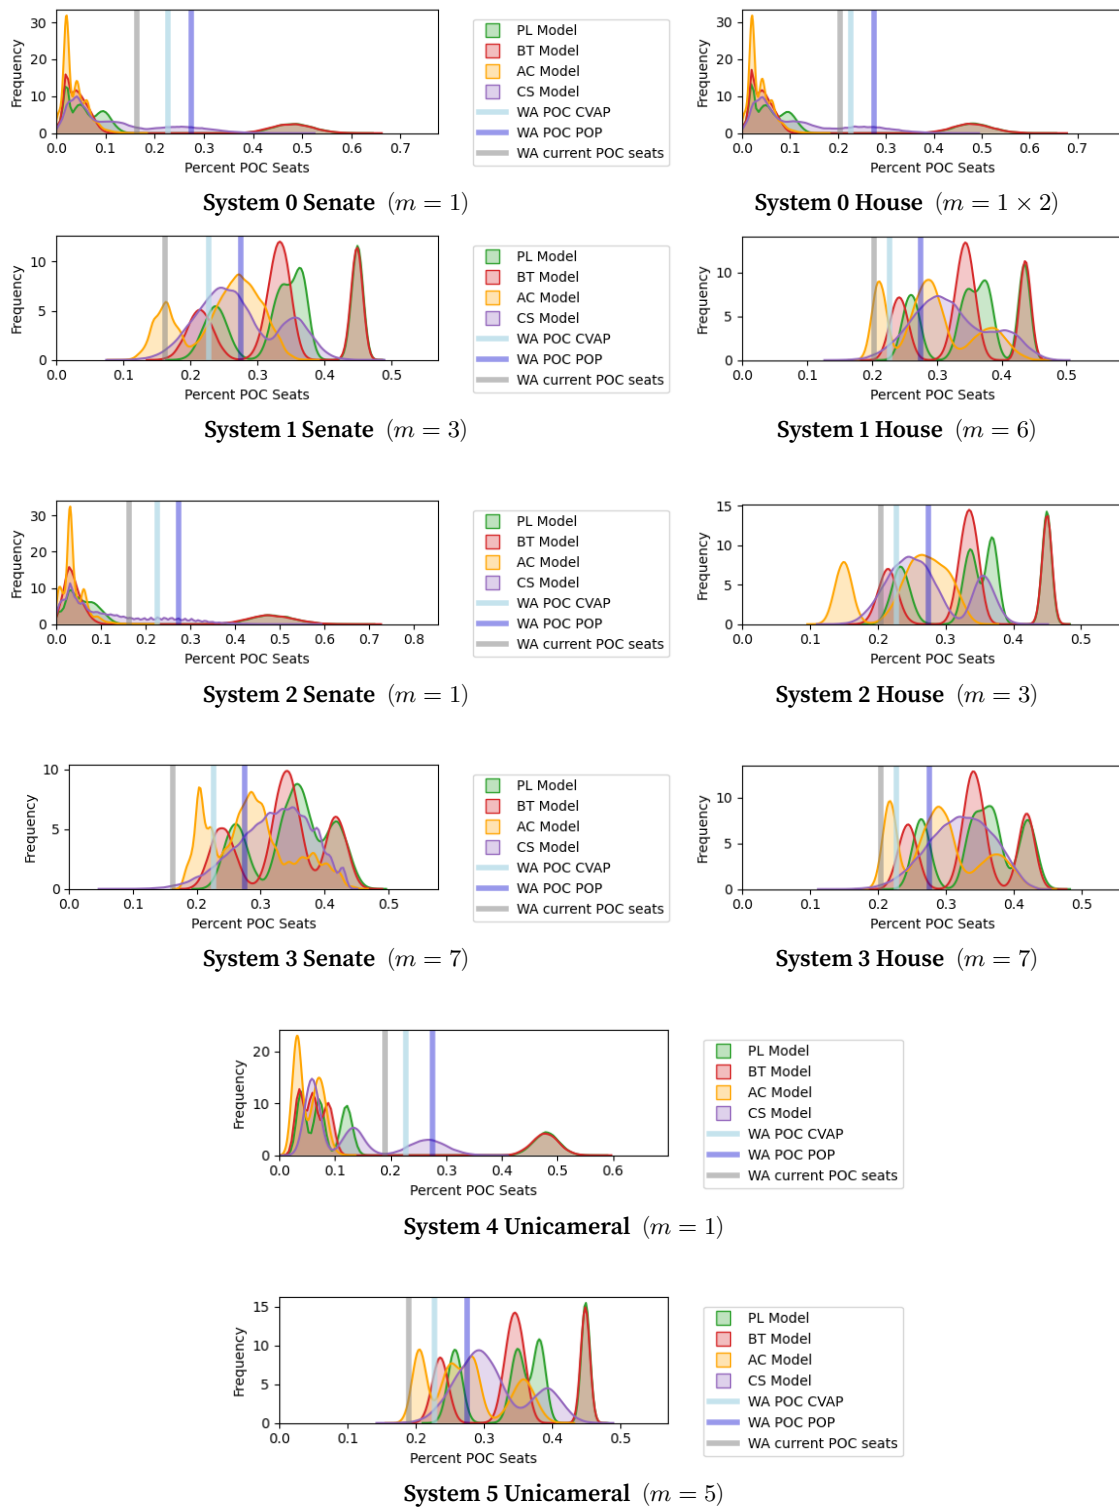 Frequency
30
20
10
0
0.0 0.1 0.2 0.3 0.4 0.5 0.6 0.7
Percent POC Seats
PL Model
BT Model
AC Model
CS Model
WA POC CVAP
WA POC POP
WA current POC seats
Frequency
30
20
10
0
0.0 0.1 0.2 0.3 0.4 0.5 0.6 0.7
Percent POC Seats
System 0 Senate (m = 1)
System 0 House (m = 1 × 2)
Frequency
10
5
0
0.0 0.1 0.2 0.3 0.4 0.5
Percent POC Seats
PL Model
BT Model
AC Model
CS Model
WA POC CVAP
WA POC POP
WA current POC seats
Frequency
10
5
0
0.0 0.1 0.2 0.3 0.4 0.5
Percent POC Seats
System 1 Senate (m = 3)
System 1 House (m = 6)
Frequency
30
20
10
0
0.0 0.1 0.2 0.3 0.4 0.5 0.6 0.7 0.8
Percent POC Seats
PL Model
BT Model
AC Model
CS Model
WA POC CVAP
WA POC POP
WA current POC seats
Frequency
15
10
5
0
0.0 0.1 0.2 0.3 0.4 0.5
Percent POC Seats
System 2 Senate (m = 1)
System 2 House (m = 3)
Frequency
10
5
0
0.0 0.1 0.2 0.3 0.4 0.5
Percent POC Seats
PL Model
BT Model
AC Model
CS Model
WA POC CVAP
WA POC POP
WA current POC seats
Frequency
10
5
0
0.0 0.1 0.2 0.3 0.4 0.5
Percent POC Seats
System 3 Senate (m = 7)
System 3 House (m = 7)
Frequency
20
10
0
0.0 0.1 0.2 0.3 0.4 0.5 0.6
Percent POC Seats
PL Model
BT Model
AC Model
CS Model
WA POC CVAP
WA POC POP
WA current POC seats
System 4 Unicameral (m = 1)
Frequency
15
10
5
0
0.0 0.1 0.2 0.3 0.4 0.5
Percent POC Seats
PL Model
BT Model
AC Model
CS Model
WA POC CVAP
WA POC POP
WA current POC seats
System 5 Unicameral (m = 5)